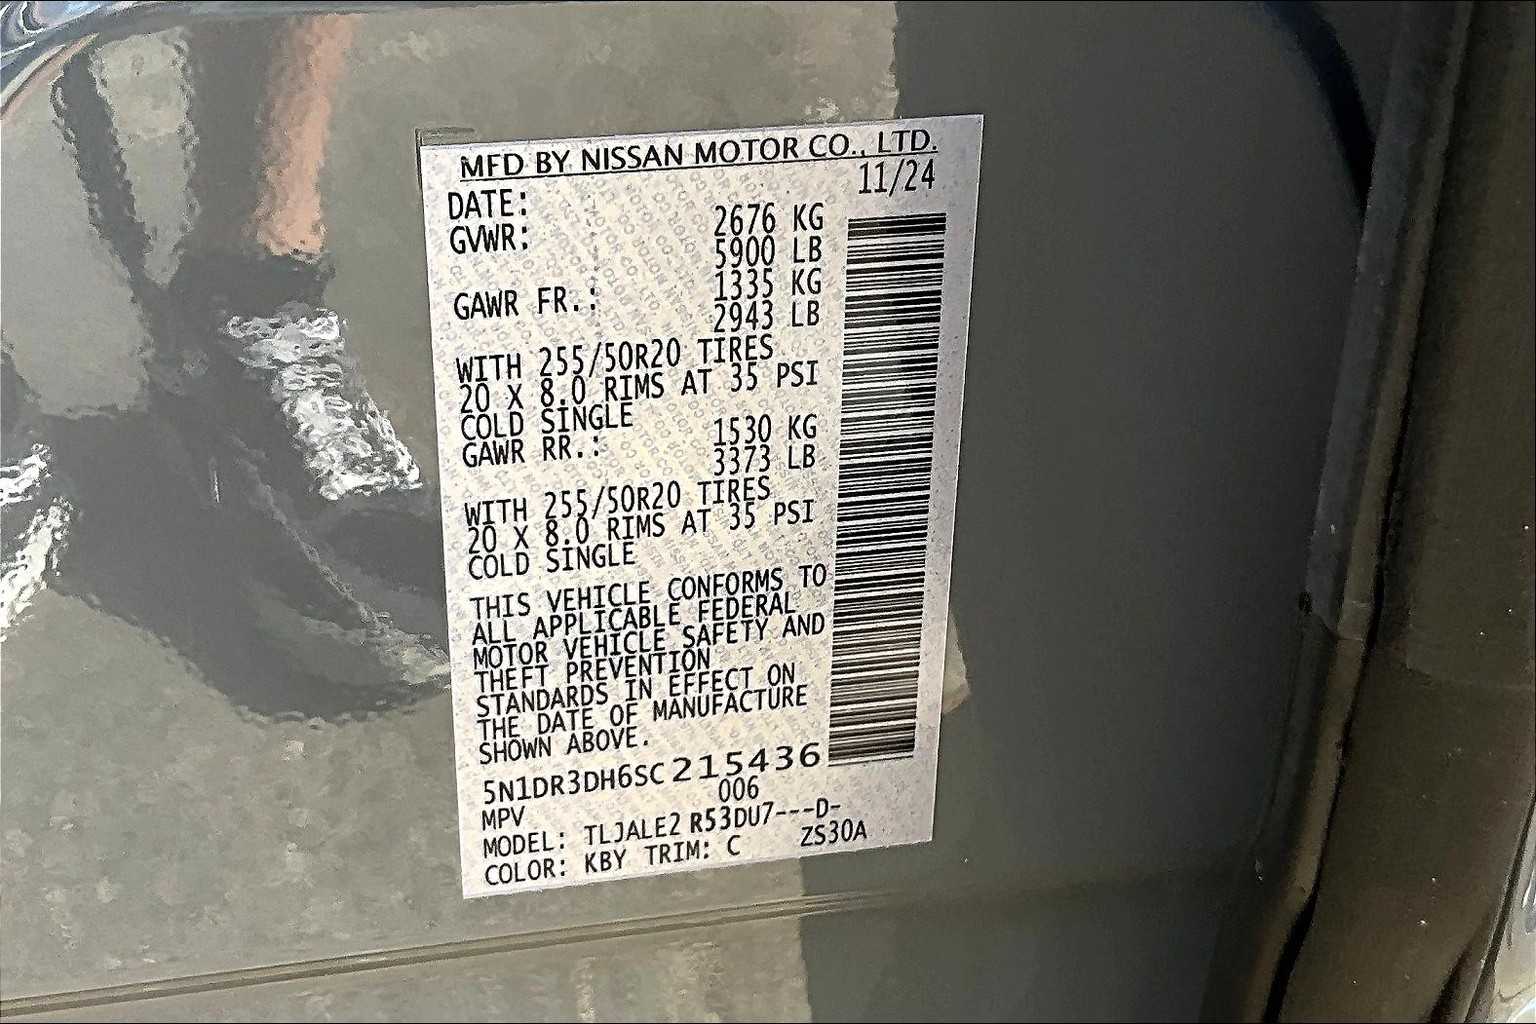 MFD BY NISSAN MOTOR CO., LTD.
DATE: 11/24
GVWR: 2676 KG
5900 LB
GAWR FR.: 1335 KG
2943 LB
WITH 255/50R20 TIRES
20 X 8.0 RIMS AT 35 PSI
COLD SINGLE
GAWR RR.: 1530 KG
3373 LB
WITH 255/50R20 TIRES
20 X 8.0 RIMS AT 35 PSI
COLD SINGLE
THIS VEHICLE CONFORMS TO
ALL APPLICABLE FEDERAL
MOTOR VEHICLE SAFETY AND
THEFT PREVENTION
STANDARDS IN EFFECT ON
THE DATE OF MANUFACTURE
SHOWN ABOVE.
5N1DR3DH6SC215436
MPV 006
MODEL: TLJALE2 R53DU7---D-
COLOR: KBY TRIM: C ZS30A